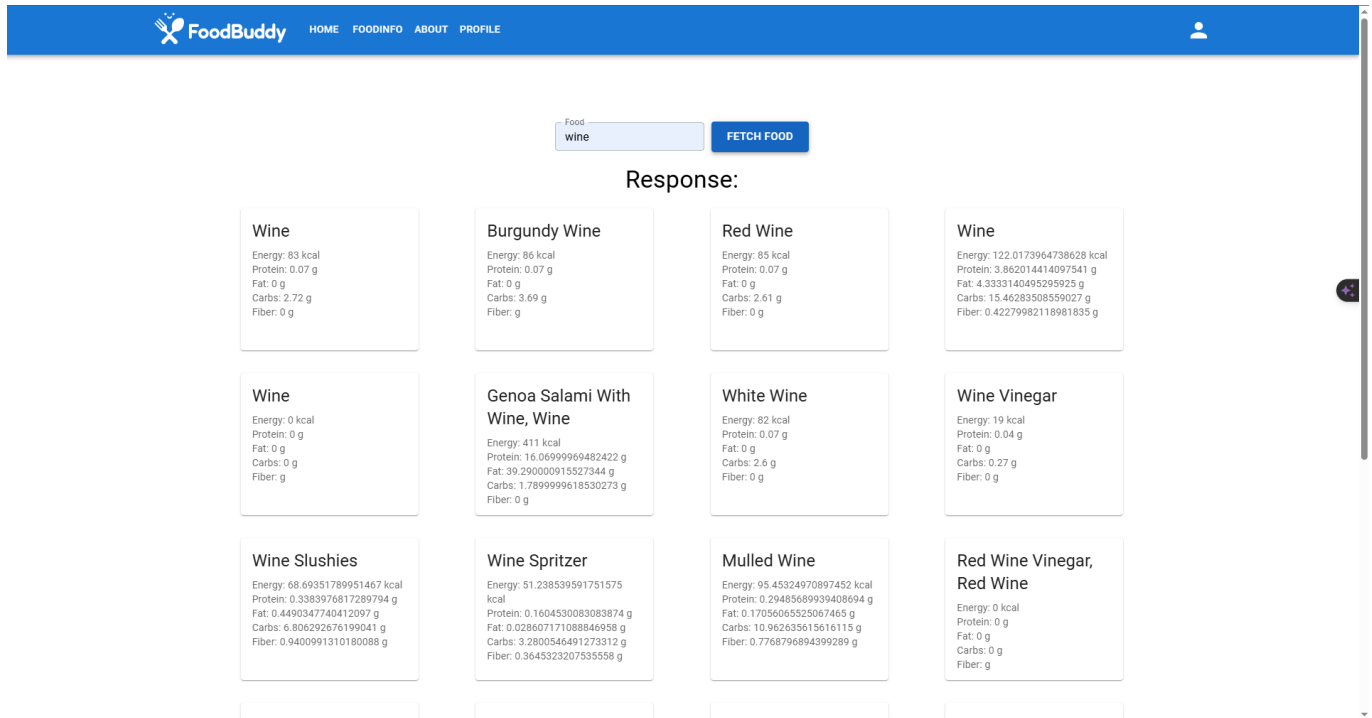 FoodBuddy HOME FOODINFO ABOUT PROFILE
Food
wine
FETCH FOOD
Response:
Wine
Energy: 83 kcal
Protein: 0.07 g
Fat: 0 g
Carbs: 2.72 g
Fiber: 0 g
Burgundy Wine
Energy: 86 kcal
Protein: 0.07 g
Fat: 0 g
Carbs: 3.69 g
Fiber: g
Red Wine
Energy: 85 kcal
Protein: 0.07 g
Fat: 0 g
Carbs: 2.61 g
Fiber: 0 g
Wine
Energy: 122.0173964738628 kcal
Protein: 3.862014414097541 g
Fat: 4.3333140495295925 g
Carbs: 15.46283508559027 g
Fiber: 0.42279982118981835 g
Wine
Energy: 0 kcal
Protein: 0 g
Fat: 0 g
Carbs: 0 g
Fiber: g
Genoa Salami With
Wine, Wine
Energy: 411 kcal
Protein: 16.06999969482422 g
Fat: 39.290000915527344 g
Carbs: 1.7899999618530273 g
Fiber: 0 g
White Wine
Energy: 82 kcal
Protein: 0.07 g
Fat: 0 g
Carbs: 2.6 g
Fiber: 0 g
Wine Vinegar
Energy: 19 kcal
Protein: 0.04 g
Fat: 0 g
Carbs: 0.27 g
Fiber: 0 g
Wine Slushies
Energy: 68.69351789951467 kcal
Protein: 0.3383976817289794 g
Fat: 0.4490347740412097 g
Carbs: 6.806292676199041 g
Fiber: 0.9400991310180088 g
Wine Spritzer
Energy: 51.238539591751575
kcal
Protein: 0.1604530083083874 g
Fat: 0.028607171088846958 g
Carbs: 3.2800546491273312 g
Fiber: 0.3645323207535558 g
Mulled Wine
Energy: 95.45324970897452 kcal
Protein: 0.29485689939408694 g
Fat: 0.17056065525067465 g
Carbs: 10.962635615616115 g
Fiber: 0.7768796894399289 g
Red Wine Vinegar,
Red Wine
Energy: 0 kcal
Protein: 0 g
Fat: 0 g
Carbs: 0 g
Fiber: g